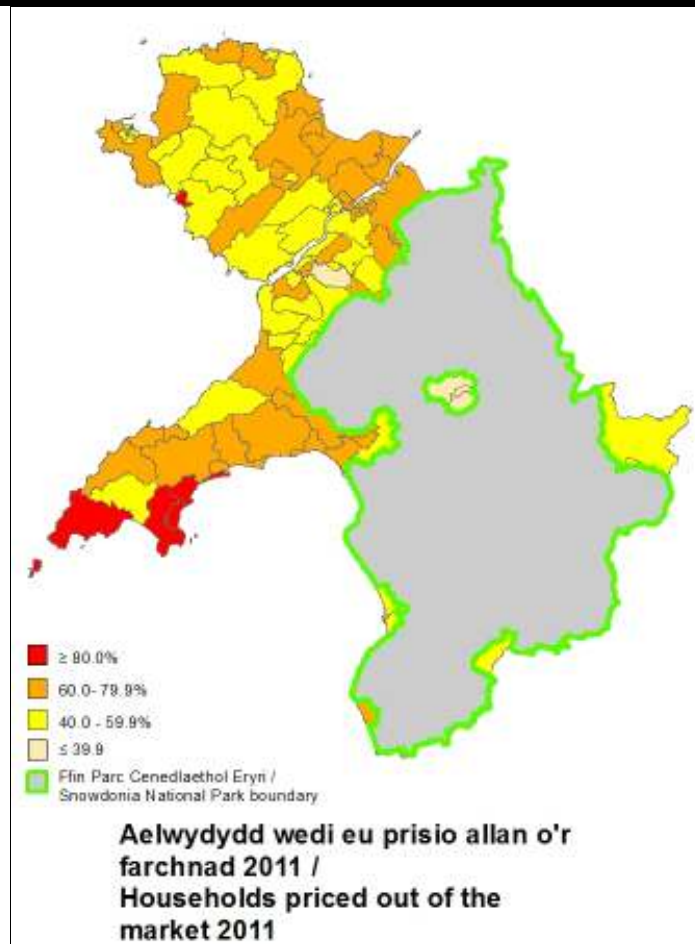 ≥ 80.0%
60.0- 79.9%
40.0 - 59.9%
≤ 39.9
Ffin Parc Cenedlaethol Eryri /
Snowdonia National Park boundary
Aelwydydd wedi eu prisio allan o'r
farchnad 2011 /
Households priced out of the
market 2011